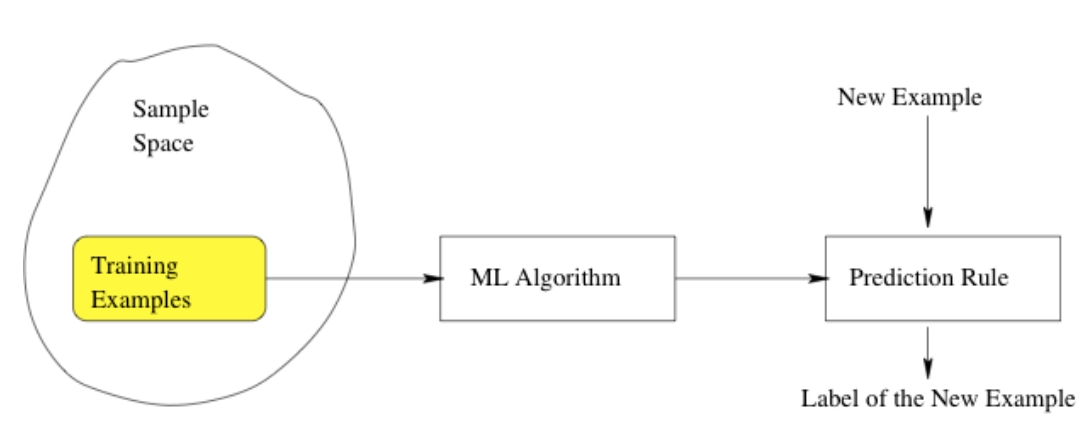 Sample
Space
Training
Examples
ML Algorithm
New Example
Prediction Rule
Label of the New Example